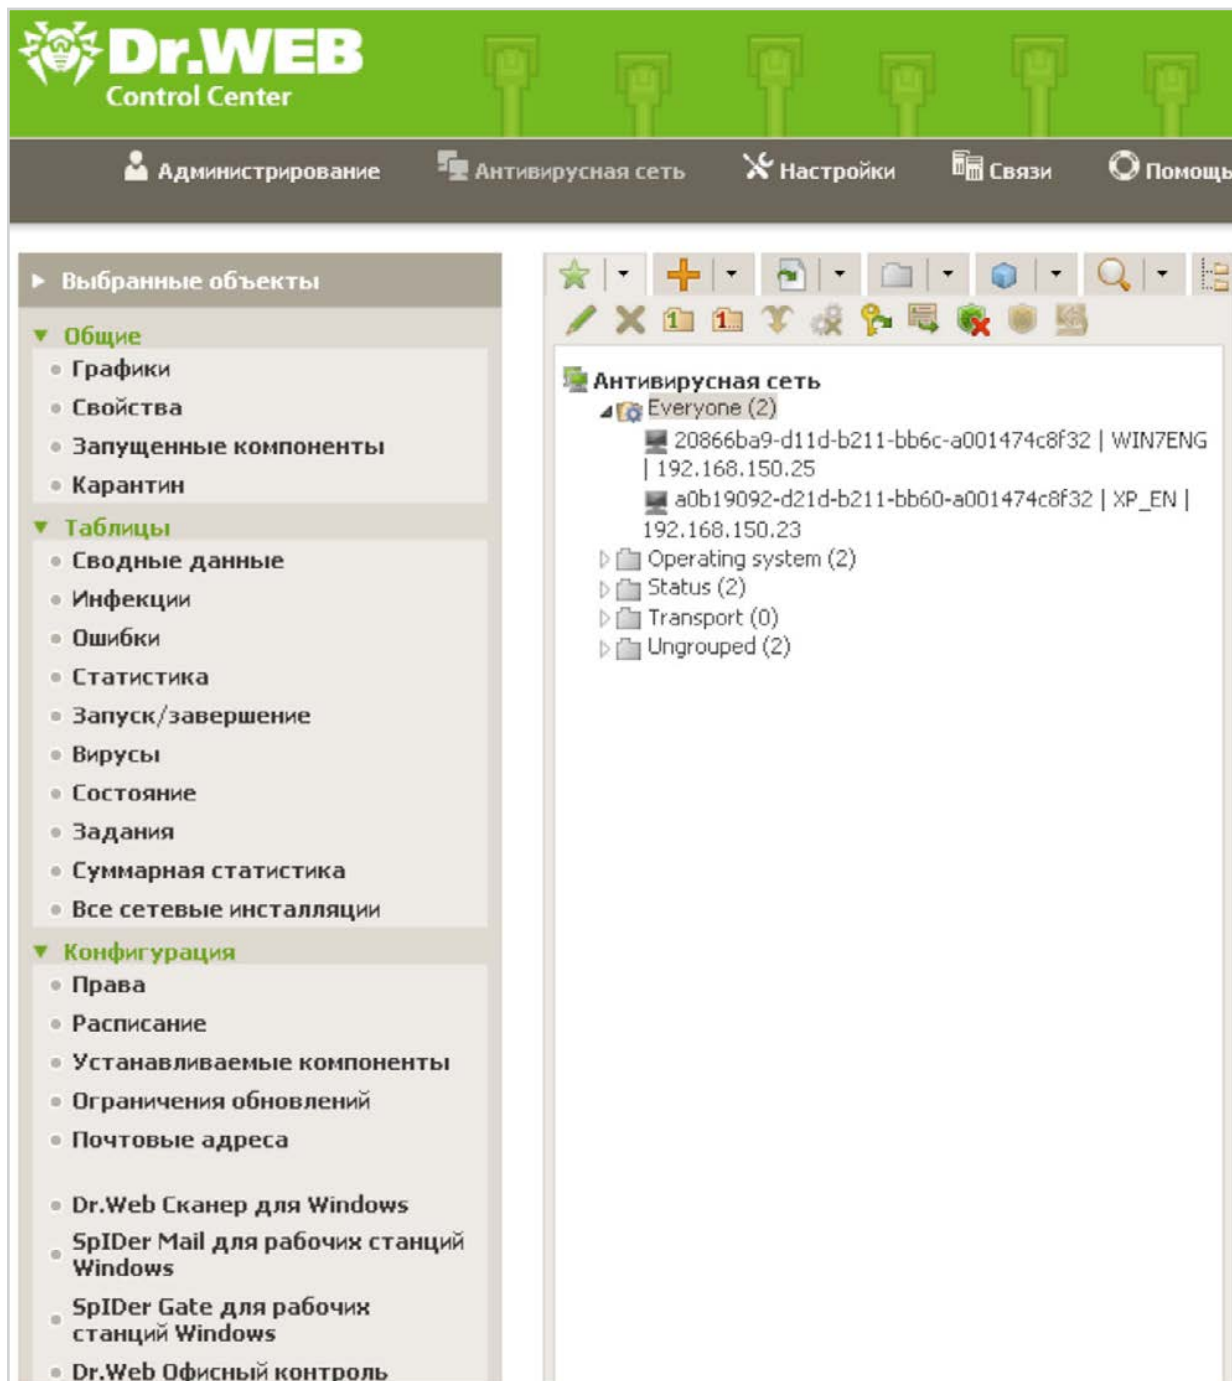 Dr.WEB
Control Center
Администрирование
Антивирусная сеть
Настройки
Связи
Помощь
Выбранные объекты
Общие
Графики
Свойства
Запущенные компоненты
Карантин
Таблицы
Сводные данные
Инфекции
Ошибки
Статистика
Запуск/завершение
Вирусы
Состояние
Задания
Суммарная статистика
Все сетевые инсталляции
Конфигурация
Права
Расписание
Устанавливаемые компоненты
Ограничения обновлений
Почтовые адреса
Dr.Web Сканер для Windows
SpIDer Mail для рабочих станций
Windows
SpIDer Gate для рабочих
станций Windows
Dr.Web Офисный контроль
Антивирусная сеть
Everyone (2)
20866ba9-d11d-b211-bb6c-a001474c8f32 | WIN7ENG
| 192.168.150.25
a0b19092-d21d-b211-bb60-a001474c8f32 | XP_EN |
192.168.150.23
Operating system (2)
Status (2)
Transport (0)
Ungrouped (2)